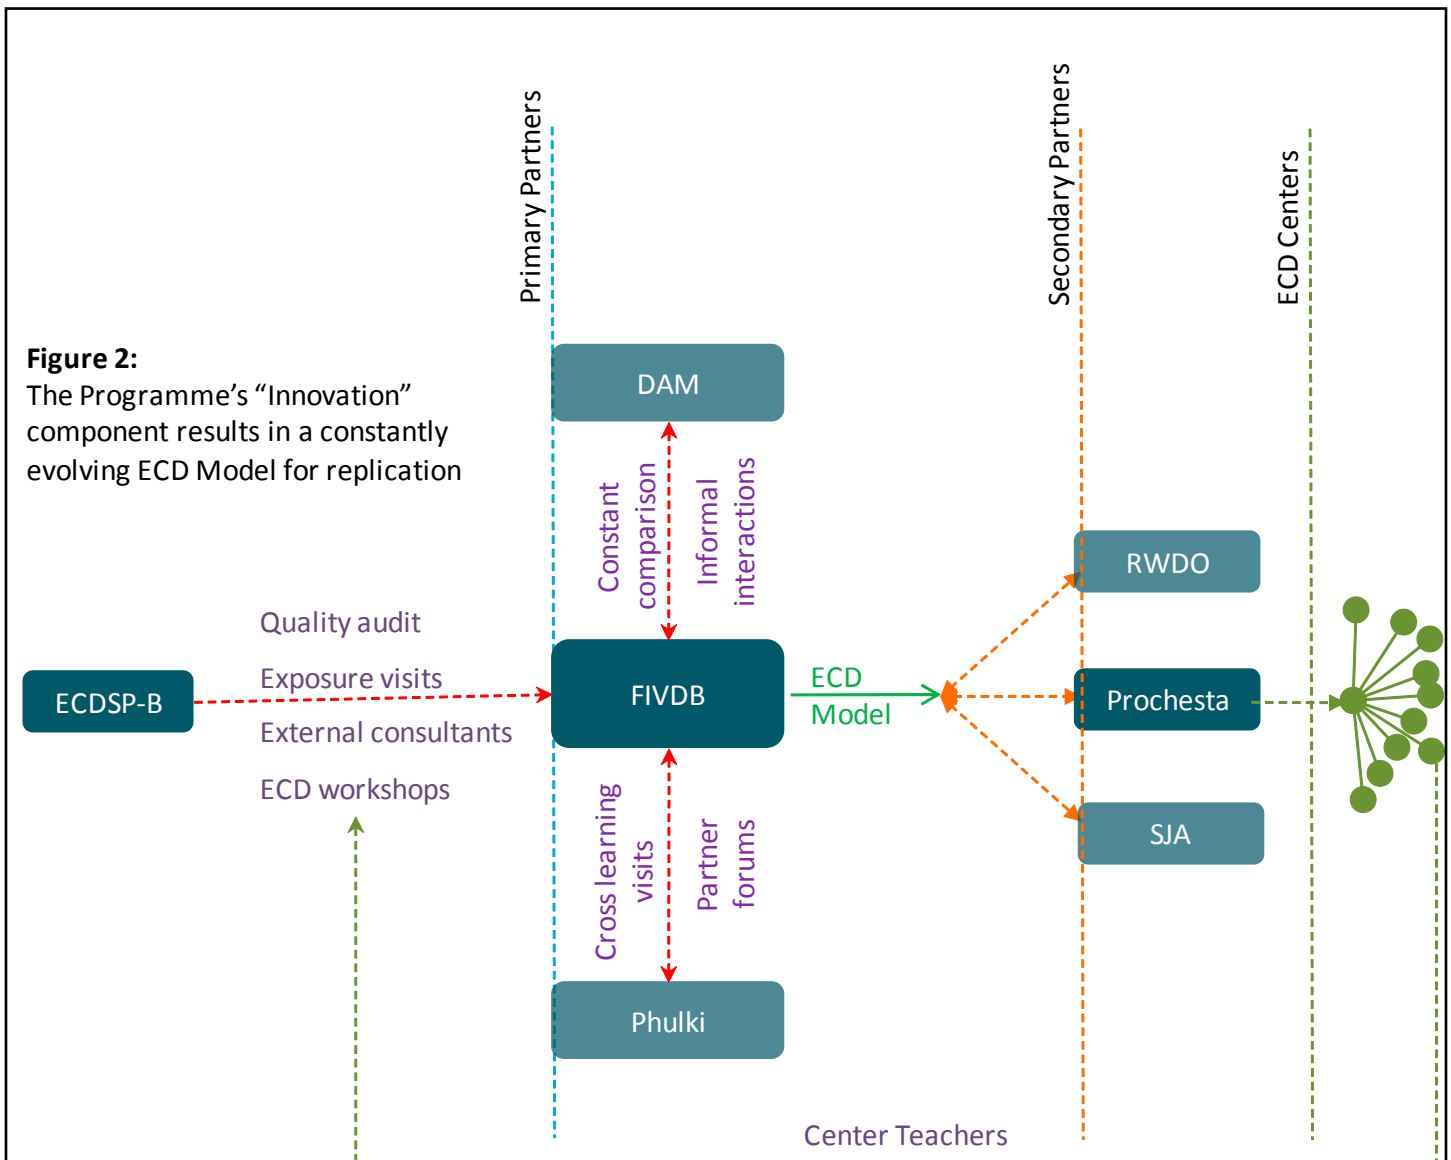 Primary Partners
Secondary Partners
ECD Centers
Figure 2:
The Programme’s “Innovation”
component results in a constantly
evolving ECD Model for replication
DAM
Constant
comparison
Informal
interactions
RWDO
Quality audit
Exposure visits
External consultants
ECD workshops
ECDSP-B
FIVDB
ECD
Model
Prochesta
SJA
Cross learning
visits
Partner
forums
Phulki
Center Teachers